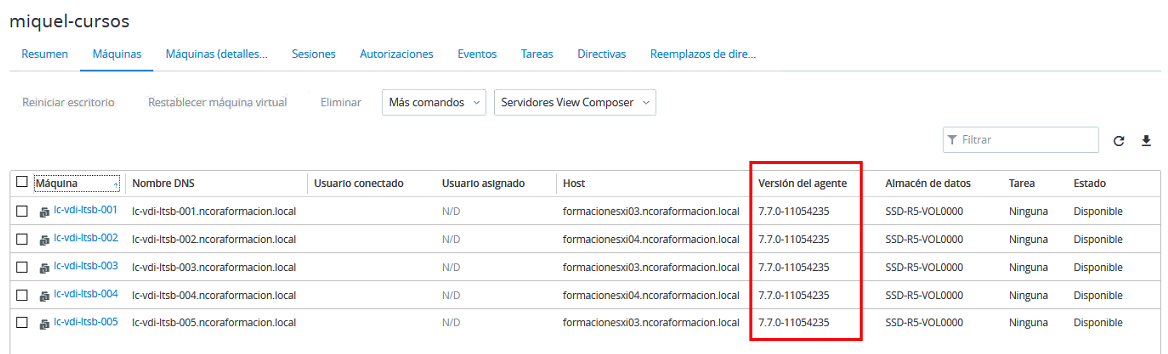 miquel-cursos
Resumen Máquinas Máquinas (detalles... Sesiones Autorizaciones Eventos Tareas Directivas Reemplazos de dire...
Reiniciar escritorio Restablecer máquina virtual Eliminar Más comandos Servidores View Composer
Filtrar
Máquina Nombre DNS Usuario conectado Usuario asignado Host Versión del agente Almacén de datos Tarea Estado
lc-vdi-ltsb-001 lc-vdi-ltsb-001.ncoraformacion.local N/D formacionesxi03.ncoraformacion.local 7.7.0-11054235 SSD-R5-VOL0000 Ninguna Disponible
lc-vdi-ltsb-002 lc-vdi-ltsb-002.ncoraformacion.local N/D formacionesxi04.ncoraformacion.local 7.7.0-11054235 SSD-R5-VOL0000 Ninguna Disponible
lc-vdi-ltsb-003 lc-vdi-ltsb-003.ncoraformacion.local N/D formacionesxi03.ncoraformacion.local 7.7.0-11054235 SSD-R5-VOL0000 Ninguna Disponible
lc-vdi-ltsb-004 lc-vdi-ltsb-004.ncoraformacion.local N/D formacionesxi04.ncoraformacion.local 7.7.0-11054235 SSD-R5-VOL0000 Ninguna Disponible
lc-vdi-ltsb-005 lc-vdi-ltsb-005.ncoraformacion.local N/D formacionesxi03.ncoraformacion.local 7.7.0-11054235 SSD-R5-VOL0000 Ninguna Disponible